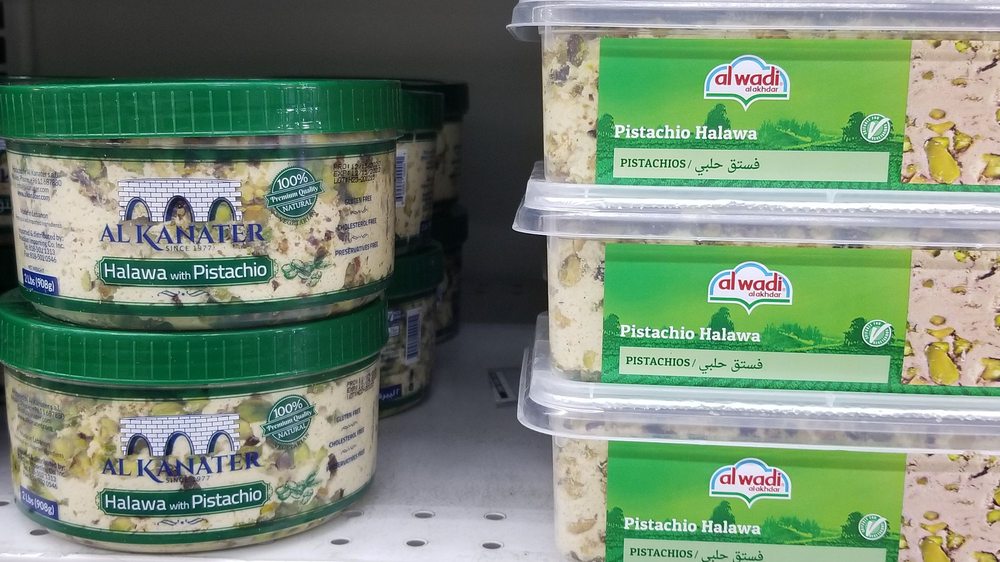 AL KANATER
SINCE 1977
Halawa with Pistachio
2 Lbs (908g)
100%
Premium Quality
NATURAL
GLUTEN FREE
CHOLESTEROL FREE
PRESERVATIVES FREE
AL KANATER
SINCE 1977
Halawa with Pistachio
2 Lbs (908g)
100%
Premium Quality
NATURAL
GLUTEN FREE
CHOLESTEROL FREE
PRESERVATIVES FREE
al wadi
al akhdar
Pistachio Halawa
PISTACHIOS / فستق حلبي
al wadi
al akhdar
Pistachio Halawa
PISTACHIOS / فستق حلبي
al wadi
al akhdar
Pistachio Halawa
PISTACHIOS / فستق حلبي